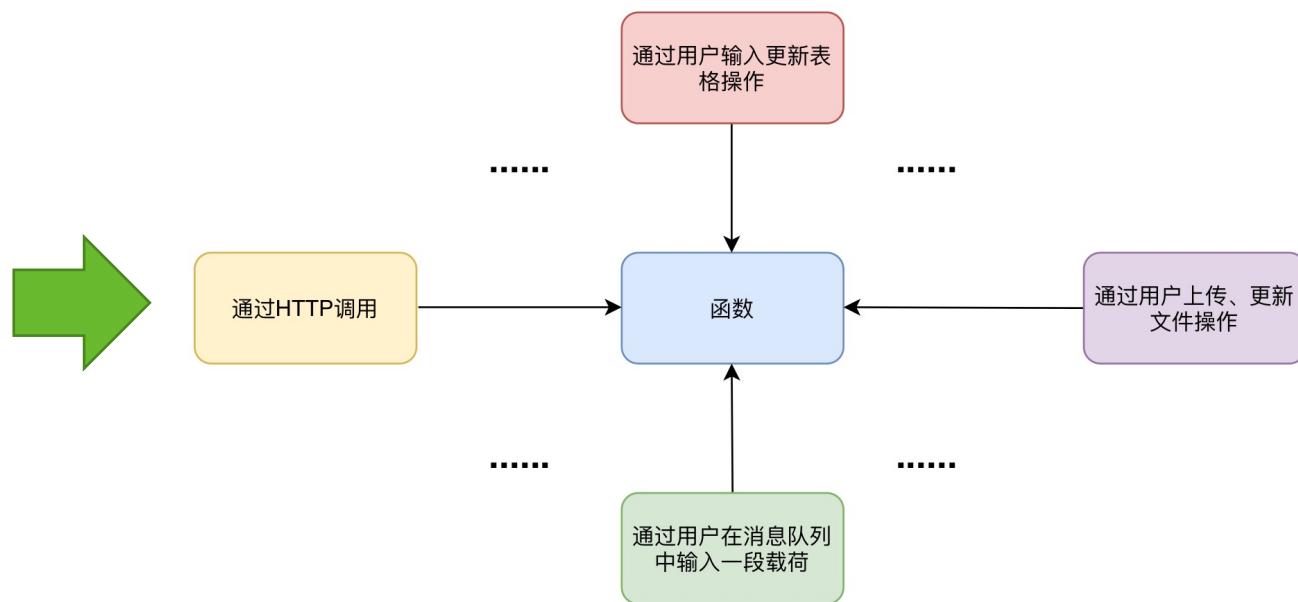 通过用户输入更新表
格操作
......
......
通过HTTP调用
函数
通过用户上传、更新
文件操作
......
......
通过用户在消息队列
中输入一段载荷